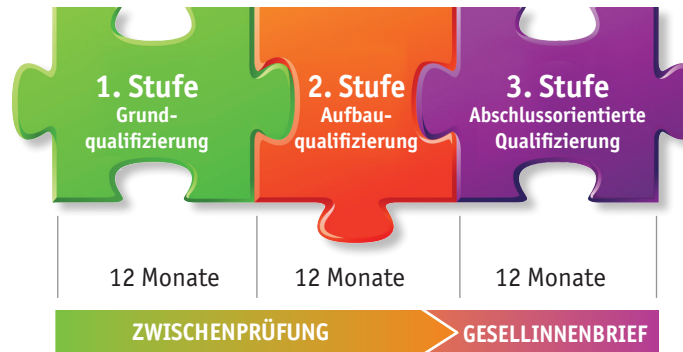 1. Stufe
Grund-
qualifizierung
2. Stufe
Aufbau-
qualifizierung
3. Stufe
Abschlussorientierte
Qualifizierung
12 Monate
12 Monate
12 Monate
ZWISCHENPRÜFUNG
GESELLINNENBRIEF